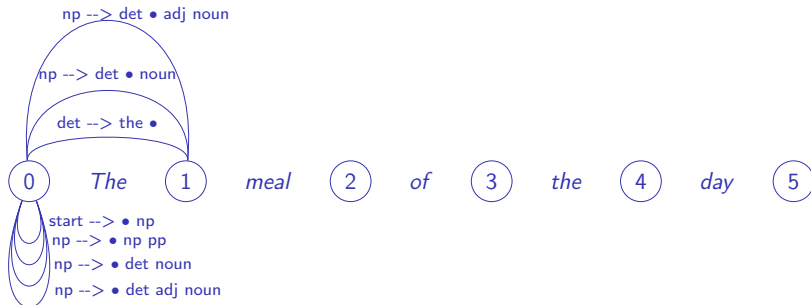 np --> det • adj noun
np --> det • noun
det --> the •
0 The 1 meal 2 of 3 the 4 day 5
start --> • np
np --> • np pp
np --> • det noun
np --> • det adj noun